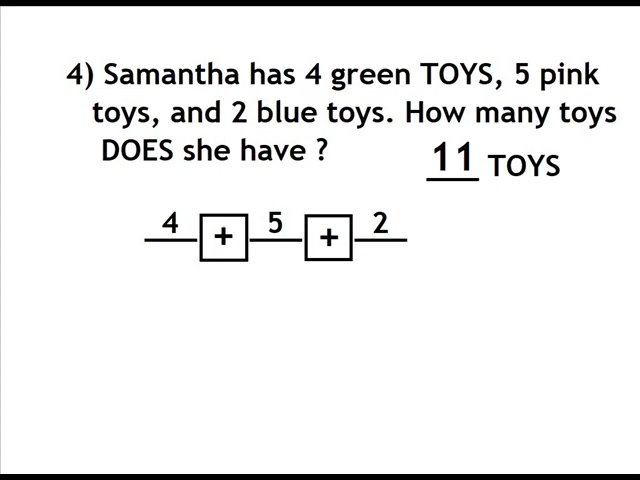 4) Samantha has 4 green TOYS, 5 pink
toys, and 2 blue toys. How many toys
DOES she have ?
11 TOYS
4 + 5 + 2